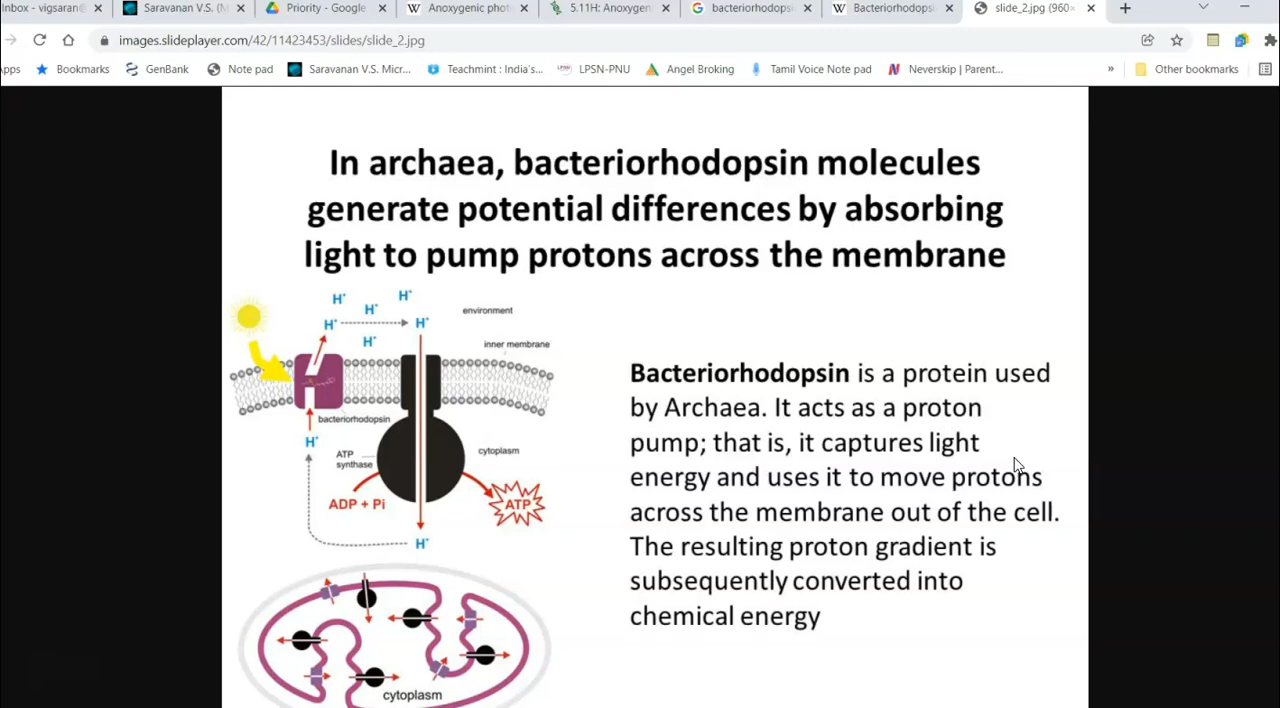 Inbox - vigsaran@
Saravanan V.S. (M
Priority - Google
Anoxygenic phot
5.11H: Anoxygen
bacteriorhodops
Bacteriorhodops
slide_2.jpg (960×
images.slideplayer.com/42/11423453/slides/slide_2.jpg
Apps
Bookmarks
GenBank
Note pad
Saravanan V.S. Micr...
Teachmint : India's...
LPSN-PNU
Angel Broking
Tamil Voice Note pad
Neverskip | Parent...
»
Other bookmarks
In archaea, bacteriorhodopsin molecules
generate potential differences by absorbing
light to pump protons across the membrane
H⁺ H⁺
H⁺ environment
H⁺ H⁺
H⁺ inner membrane
bacteriorhodopsin
H⁺
ATP
synthase
cytoplasm
ADP + Pi
ATP
H⁺
cytoplasm
Bacteriorhodopsin is a protein used
by Archaea. It acts as a proton
pump; that is, it captures light
energy and uses it to move protons
across the membrane out of the cell.
The resulting proton gradient is
subsequently converted into
chemical energy